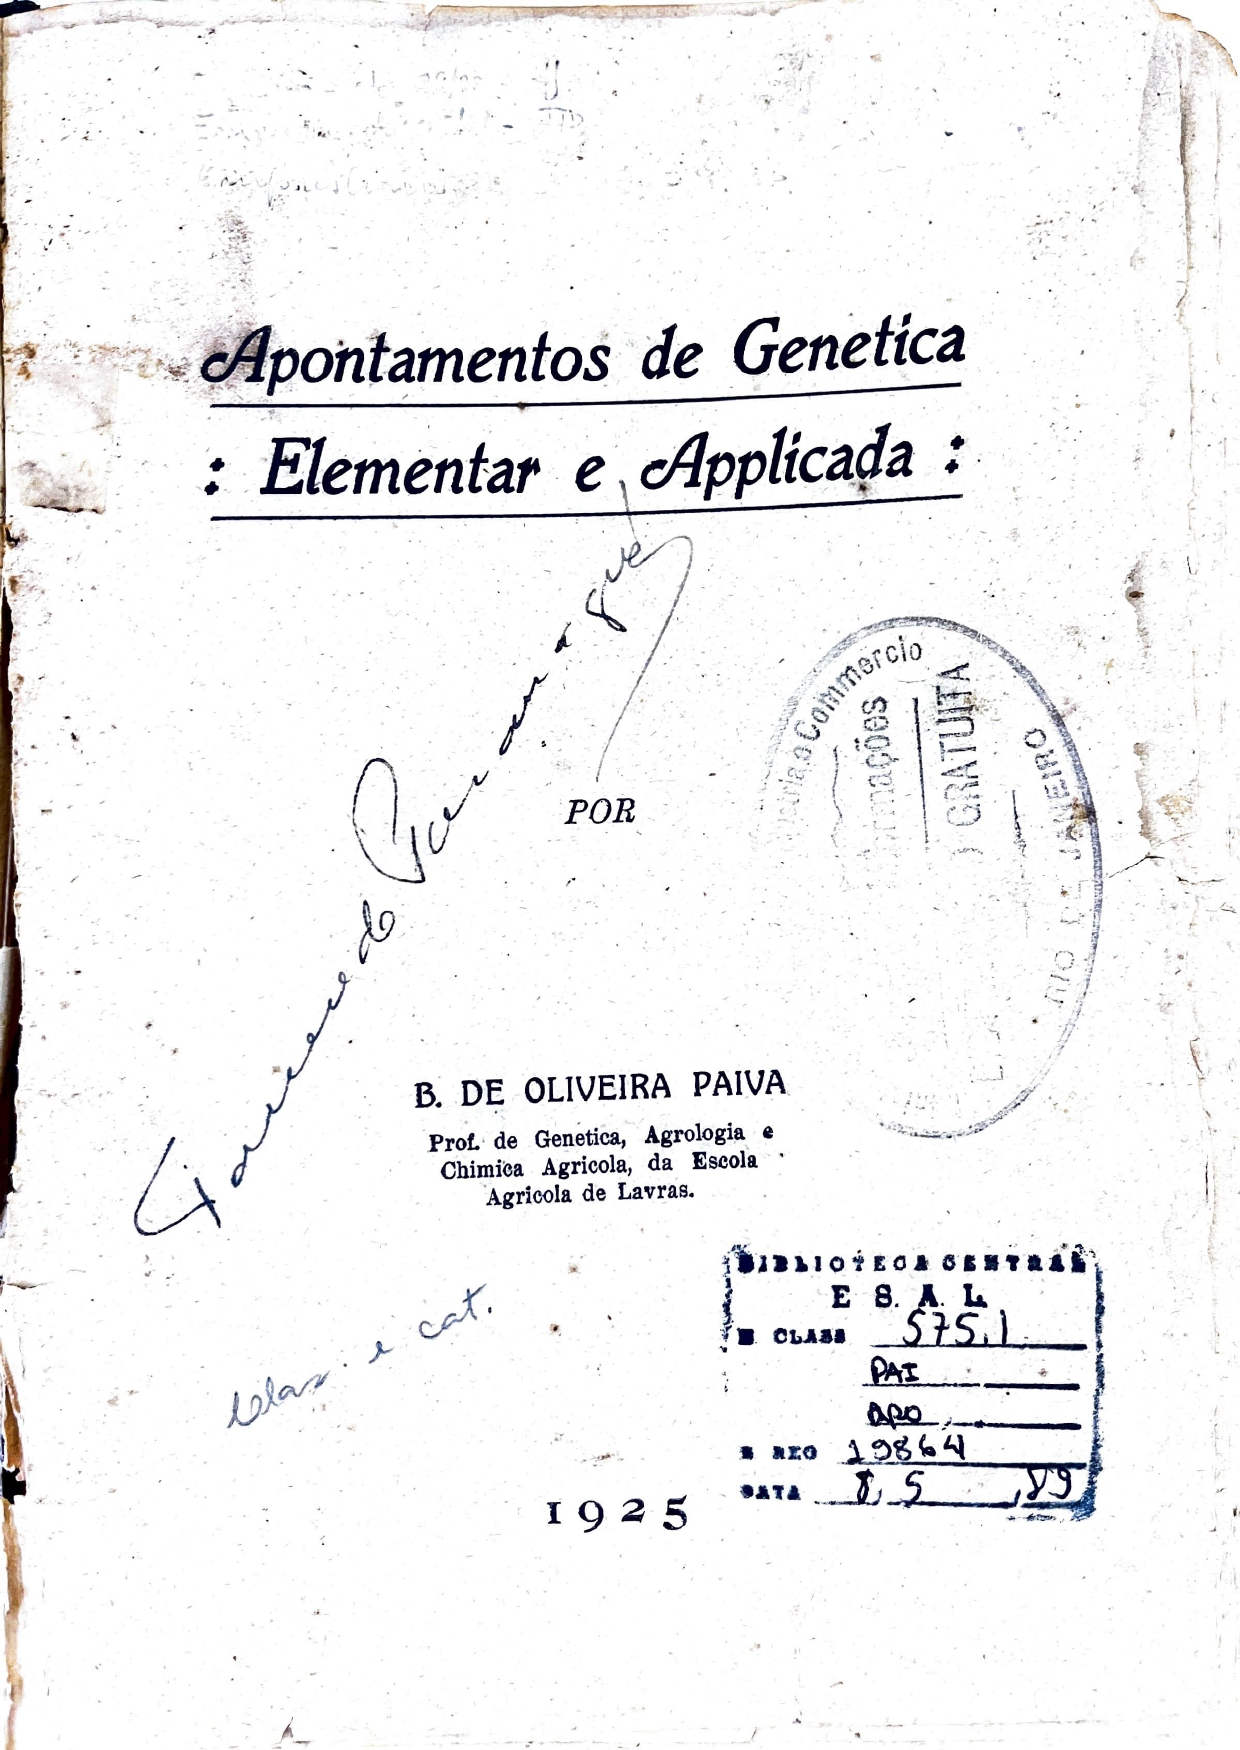 Apontamentos de Genetica
: Elementar e Applicada :
Paranaguá
POR
Commercio
GRATUITA
RIO DE JANEIRO
B. DE OLIVEIRA PAIVA
Prof. de Genetica, Agrologia e
Chimica Agricola, da Escola
Agricola de Lavras.
e cat.
BIBLIOTECA CENTRAL
E S. A. L.
CLASS 575.1
PAI
apo
REG 19864
DATA 8, 5, 89
1925